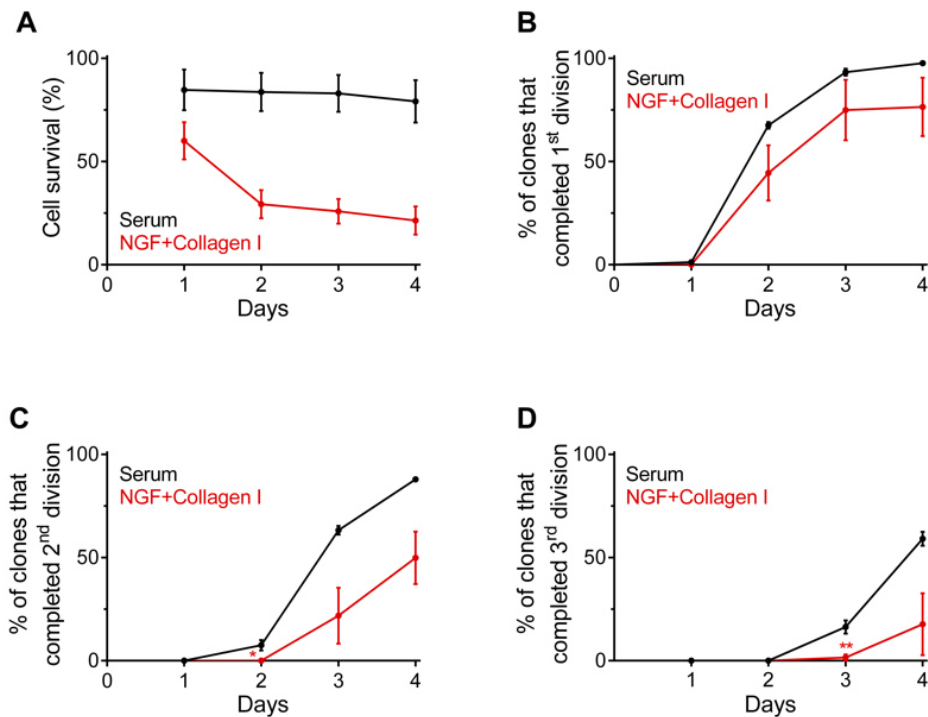 A
Cell survival (%)
100
50
0
Serum
NGF+Collagen I
0 1 2 3 4
Days
B
% of clones that
completed 1st division
100
50
0
Serum
NGF+Collagen I
0 1 2 3 4
Days
C
% of clones that
completed 2nd division
100
50
0
Serum
NGF+Collagen I
*
0 1 2 3 4
Days
D
% of clones that
completed 3rd division
100
50
0
Serum
NGF+Collagen I
**
1 2 3 4
Days